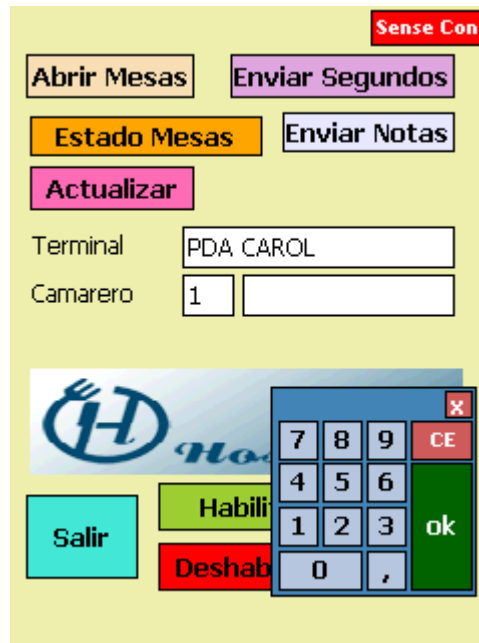 Sense Con
Abrir Mesas Enviar Segundos
Estado Mesas Enviar Notas
Actualizar
Terminal PDA CAROL
Camarero 1
H Hos
x
7 8 9 CE
4 5 6
1 2 3 ok
0 ,
Salir
Habilit
Deshab